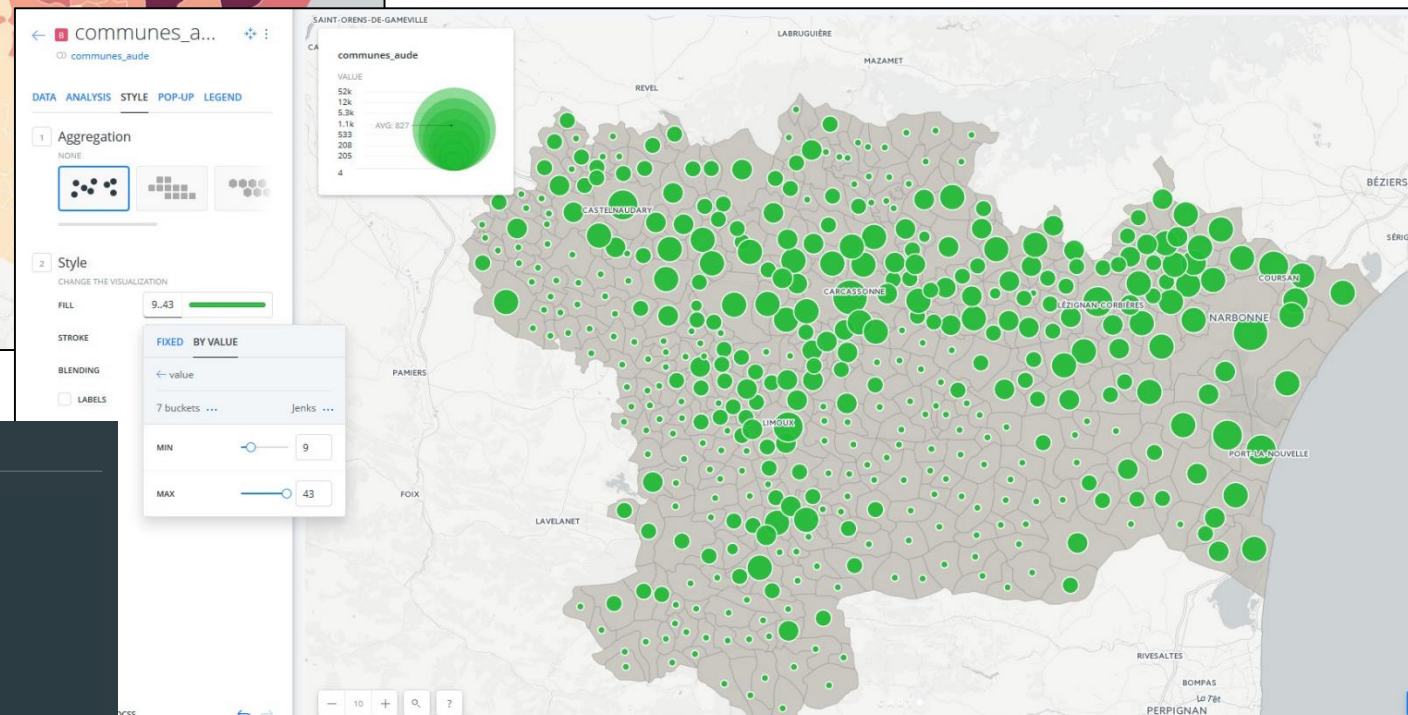 ← B communes_a...
communes_aude
DATA ANALYSIS STYLE POP-UP LEGEND
1 Aggregation
NONE
2 Style
CHANGE THE VISUALIZATION
FILL 9..43
STROKE
BLENDING
LABELS
FIXED BY VALUE
← value
7 buckets ... Jenks ...
MIN 9
MAX 43
communes_aude
VALUE
52k
12k
5.3k
1.1k
533
208
205
4
AVG: 827
SAINT-ORENS-DE-GAMEVILLE
LABRUGUIÈRE
MAZAMET
REVEL
BÉZIERS
CASTELNAUDARY
COURSAN
CARCASSONNE
LÉZIGNAN-CORBIÈRES
NARBONNE
PAMIERS
LIMOUX
PORT-LA-NOUVELLE
FOIX
LAVELANET
RIVESALTES
BOMPAS
La Têt
PERPIGNAN
− 10 + ?